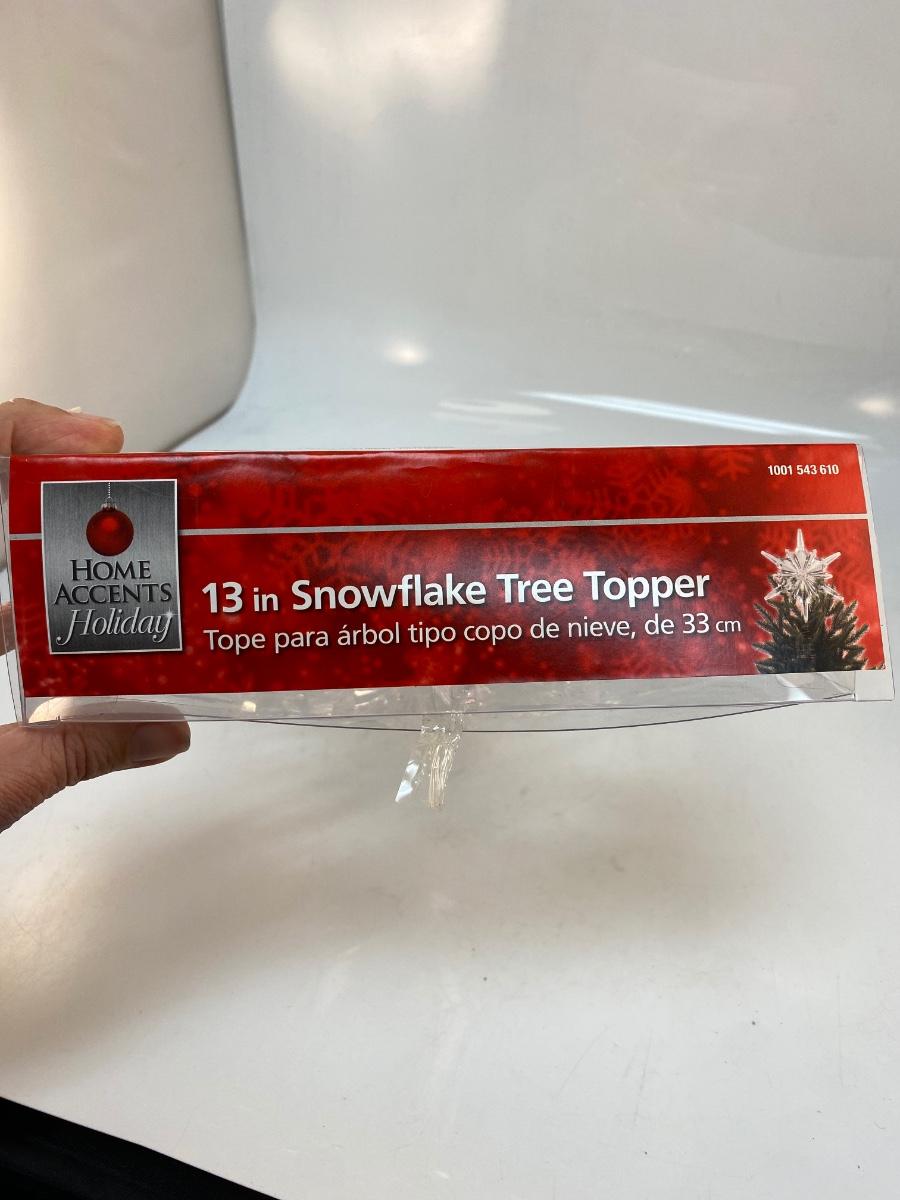 1001 543 610
HOME
ACCENTS
Holiday
13 in Snowflake Tree Topper
Tope para árbol tipo copo de nieve, de 33 cm